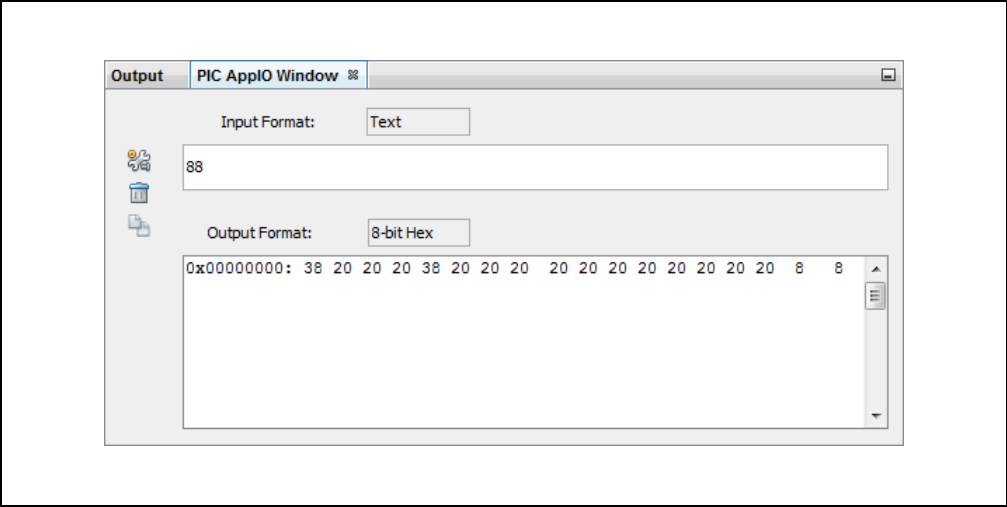 Output PIC AppIO Window
Input Format: Text
88
Output Format: 8-bit Hex
0x00000000: 38 20 20 20 38 20 20 20 20 20 20 20 20 20 20 20 8 8